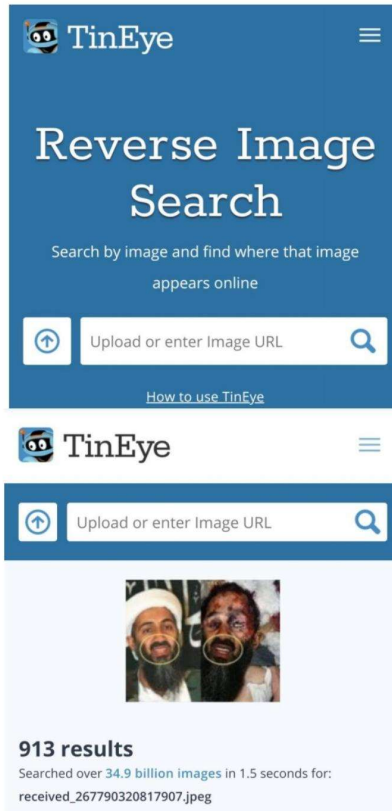 TinEye
Reverse Image
Search
Search by image and find where that image
appears online
Upload or enter Image URL
How to use TinEye
TinEye
Upload or enter Image URL
913 results
Searched over 34.9 billion images in 1.5 seconds for:
received_267790320817907.jpeg